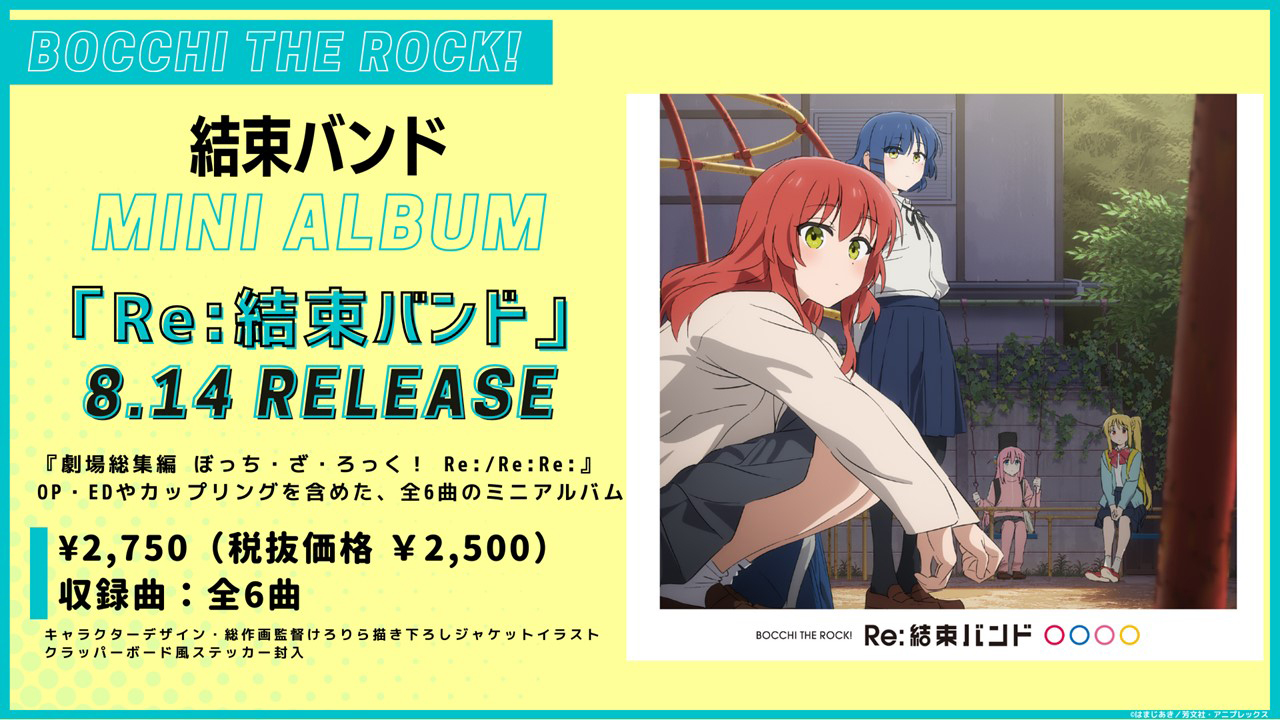 BOCCHI THE ROCK!
結束バンド
MINI ALBUM
「Re:結束バンド」
8.14 RELEASE
『劇場総集編 ぼっち・ざ・ろっく！ Re:/Re:Re:』
OP・EDやカップリングを含めた、全6曲のミニアルバム
¥2,750（税抜価格 ￥2,500）
収録曲：全6曲
キャラクターデザイン・総作画監督けろりら描き下ろしジャケットイラスト
クラッパーボード風ステッカー封入
BOCCHI THE ROCK! Re:結束バンド
©はまじあき／芳文社・アニプレックス